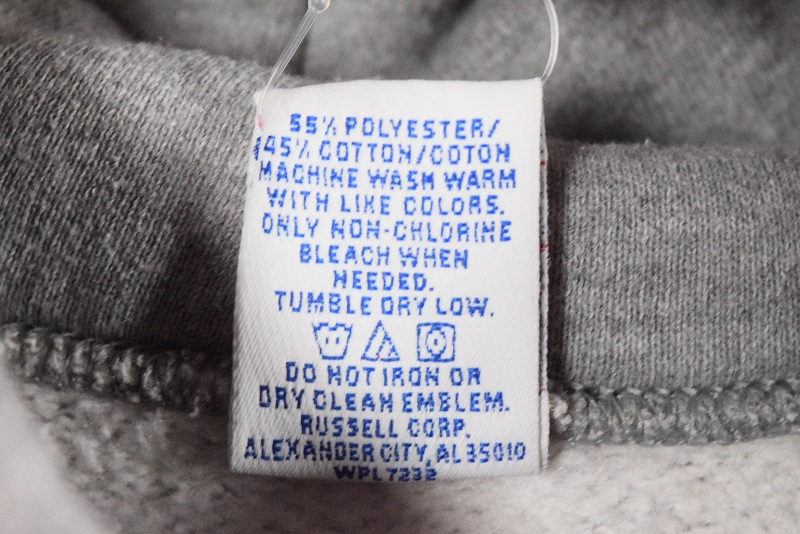 55% POLYESTER/
45% COTTON/COTON
MACHINE WASH WARM
WITH LIKE COLORS.
ONLY NON-CHLORINE
BLEACH WHEN
NEEDED.
TUMBLE DRY LOW.
DO NOT IRON OR
DRY CLEAN EMBLEM.
RUSSELL CORP.
ALEXANDER CITY, AL 35010
WPL 7232